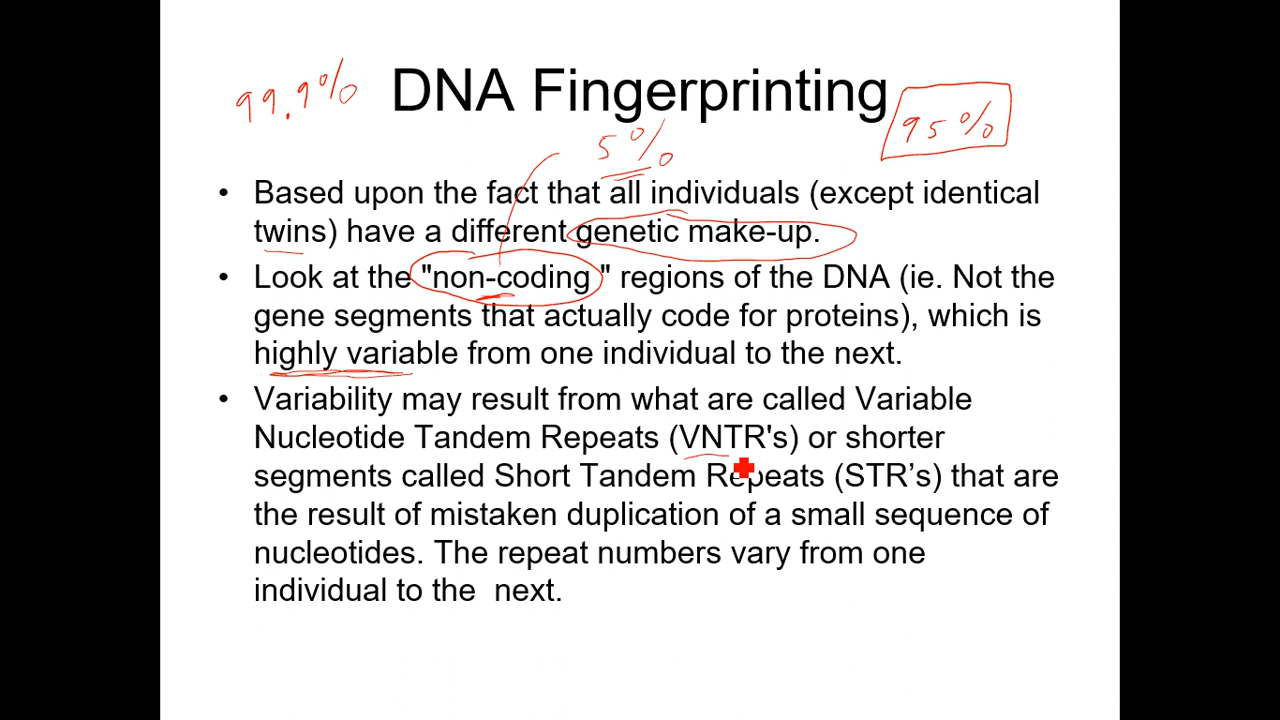 99.9%
DNA Fingerprinting
95%
5%
• Based upon the fact that all individuals (except identical
twins) have a different genetic make-up.
• Look at the "non-coding " regions of the DNA (ie. Not the
gene segments that actually code for proteins), which is
highly variable from one individual to the next.
• Variability may result from what are called Variable
Nucleotide Tandem Repeats (VNTR's) or shorter
segments called Short Tandem Repeats (STR’s) that are
the result of mistaken duplication of a small sequence of
nucleotides. The repeat numbers vary from one
individual to the  next.